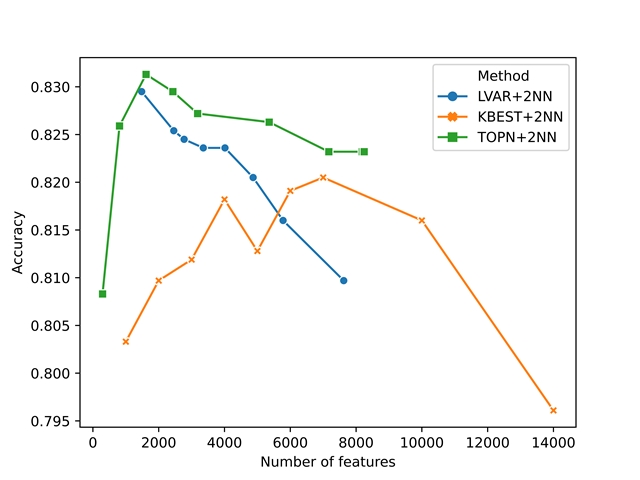 Method
LVAR+2NN
KBEST+2NN
TOPN+2NN
0.830
0.825
0.820
0.815
0.810
0.805
0.800
0.795
Accuracy
0 2000 4000 6000 8000 10000 12000 14000
Number of features